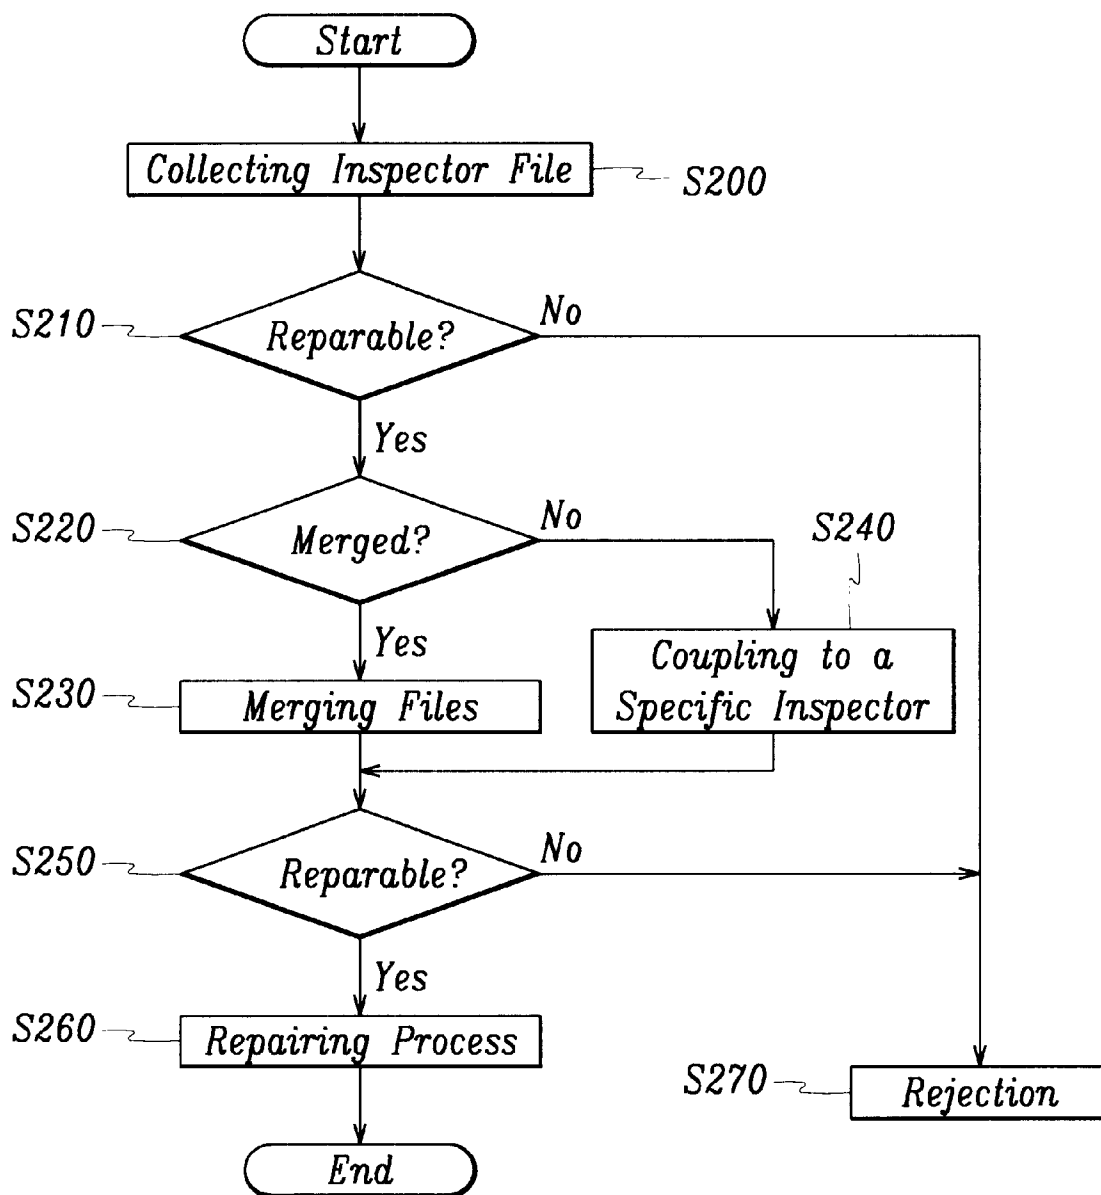 Start
Collecting Inspector File
S200
S210
Reparable?
No
Yes
S220
Merged?
No
S240
Yes
Coupling to a
Specific Inspector
S230
Merging Files
S250
Reparable?
No
Yes
S260
Repairing Process
S270
Rejection
End